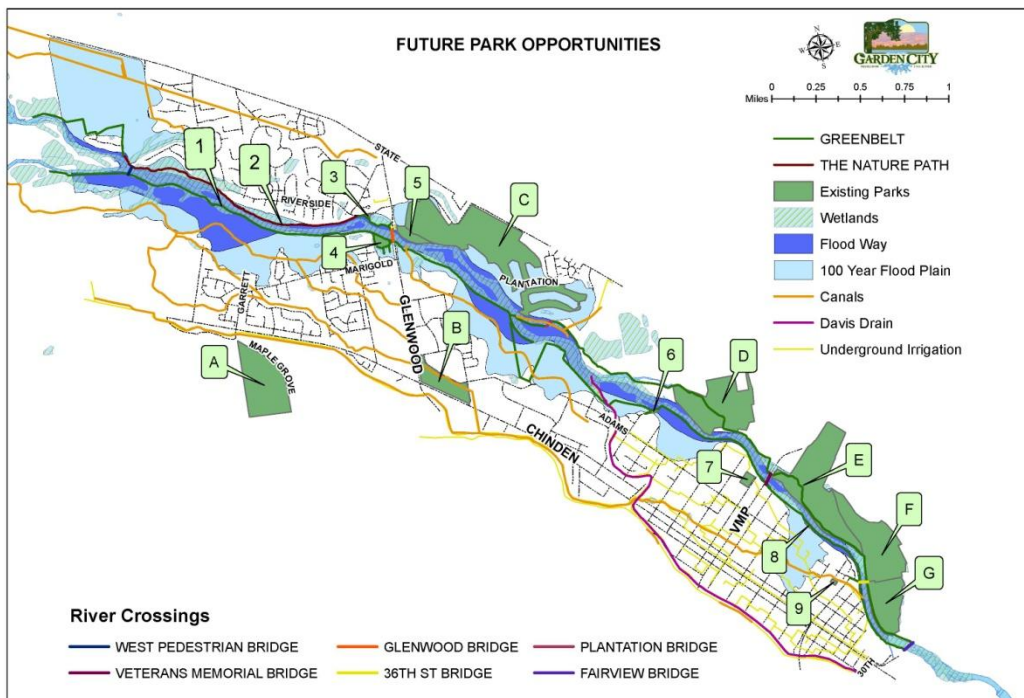 FUTURE PARK OPPORTUNITIES
N
W E
S
GARDEN CITY
0 0.25 0.5 0.75 1
Miles
GREENBELT
THE NATURE PATH
Existing Parks
Wetlands
Flood Way
100 Year Flood Plain
Canals
Davis Drain
Underground Irrigation
STATE
1
2
3
5
C
RIVERSIDE
4
MARIGOLD
PLANTATION
GARRETT
GLENWOOD
A
MAPLE GROVE
B
6
D
ADAMS
CHINDEN
7
E
VMP
F
8
G
9
30TH
River Crossings
WEST PEDESTRIAN BRIDGE
GLENWOOD BRIDGE
PLANTATION BRIDGE
VETERANS MEMORIAL BRIDGE
36TH ST BRIDGE
FAIRVIEW BRIDGE